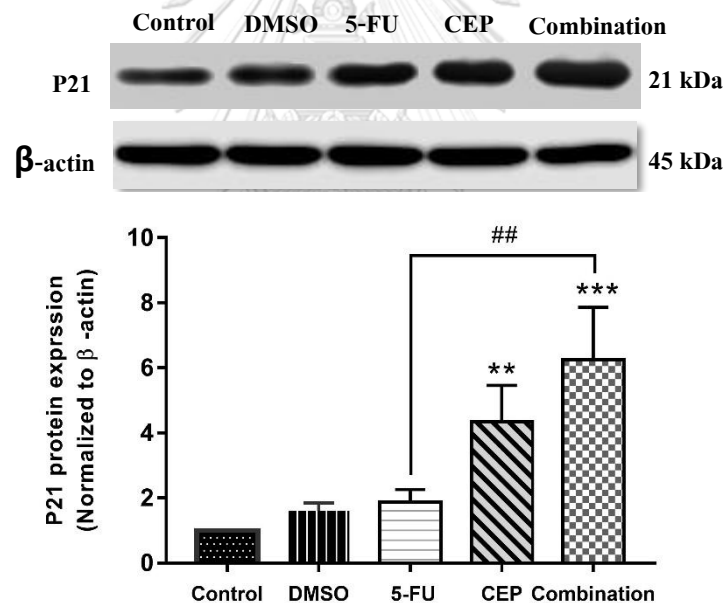 Control DMSO 5-FU CEP Combination
P21 21 kDa
β-actin 45 kDa
P21 protein exprssion
(Normalized to β -actin)
10
8
6
4
2
0
##
**
***
Control DMSO 5-FU CEP Combination